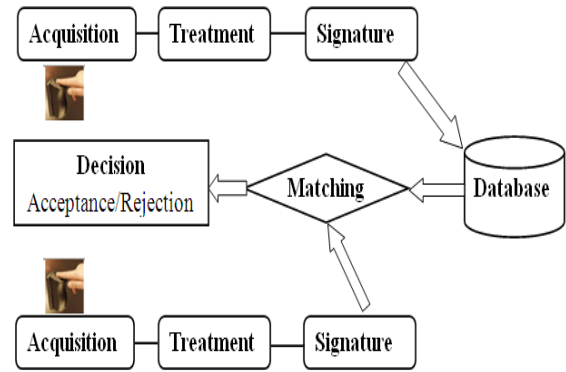 Acquisition
Treatment
Signature
Decision
Acceptance/Rejection
Matching
Database
Acquisition
Treatment
Signature